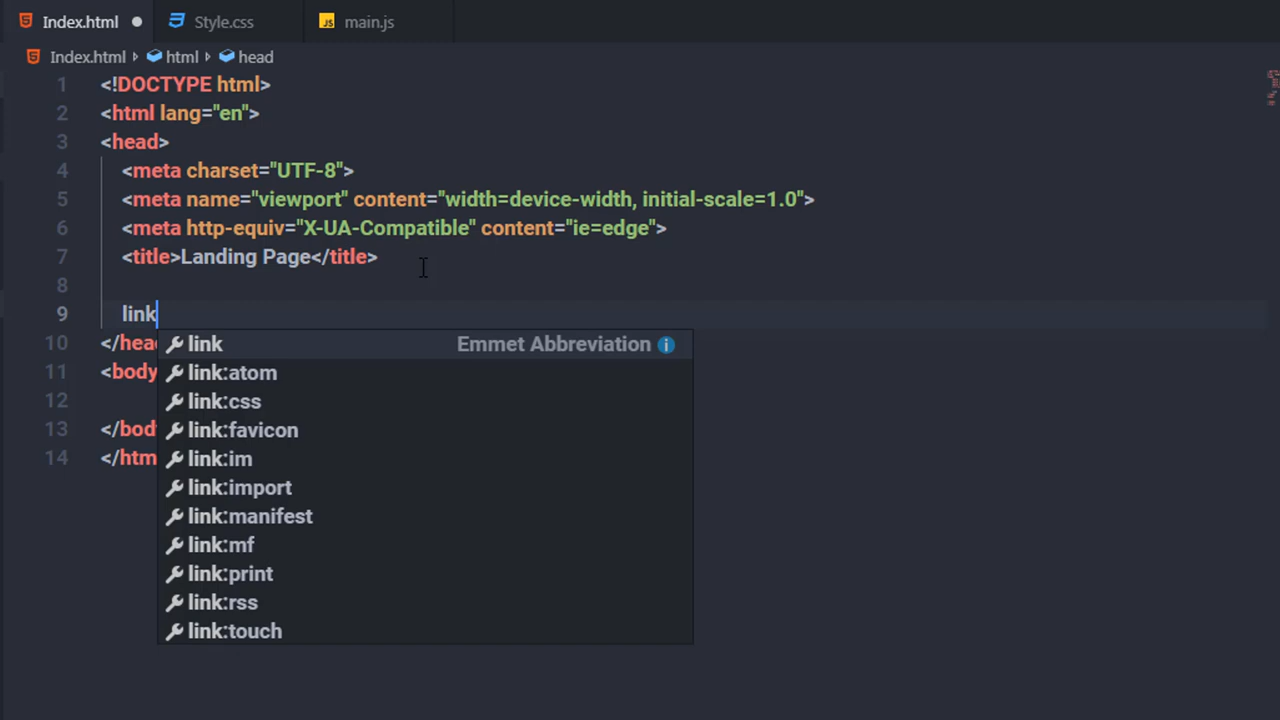 Index.html Style.css JS main.js
Index.html html head
1 <!DOCTYPE html>
2 <html lang="en">
3 <head>
4 <meta charset="UTF-8">
5 <meta name="viewport" content="width=device-width, initial-scale=1.0">
6 <meta http-equiv="X-UA-Compatible" content="ie=edge">
7 <title>Landing Page</title>
8
9 link
10 </hea
link Emmet Abbreviation i
11 <body
link:atom
12
link:css
13 </bod
link:favicon
14 </htm
link:im
link:import
link:manifest
link:mf
link:print
link:rss
link:touch